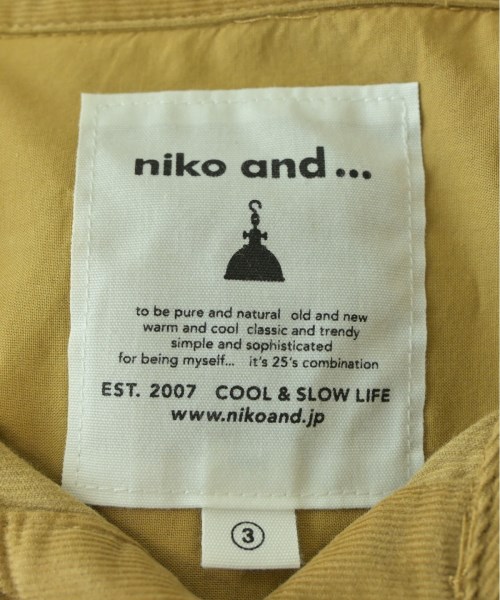 niko and ...
to be pure and natural old and new
warm and cool classic and trendy
simple and sophisticated
for being myself... it's 25's combination
EST. 2007 COOL & SLOW LIFE
www.nikoand.jp
③